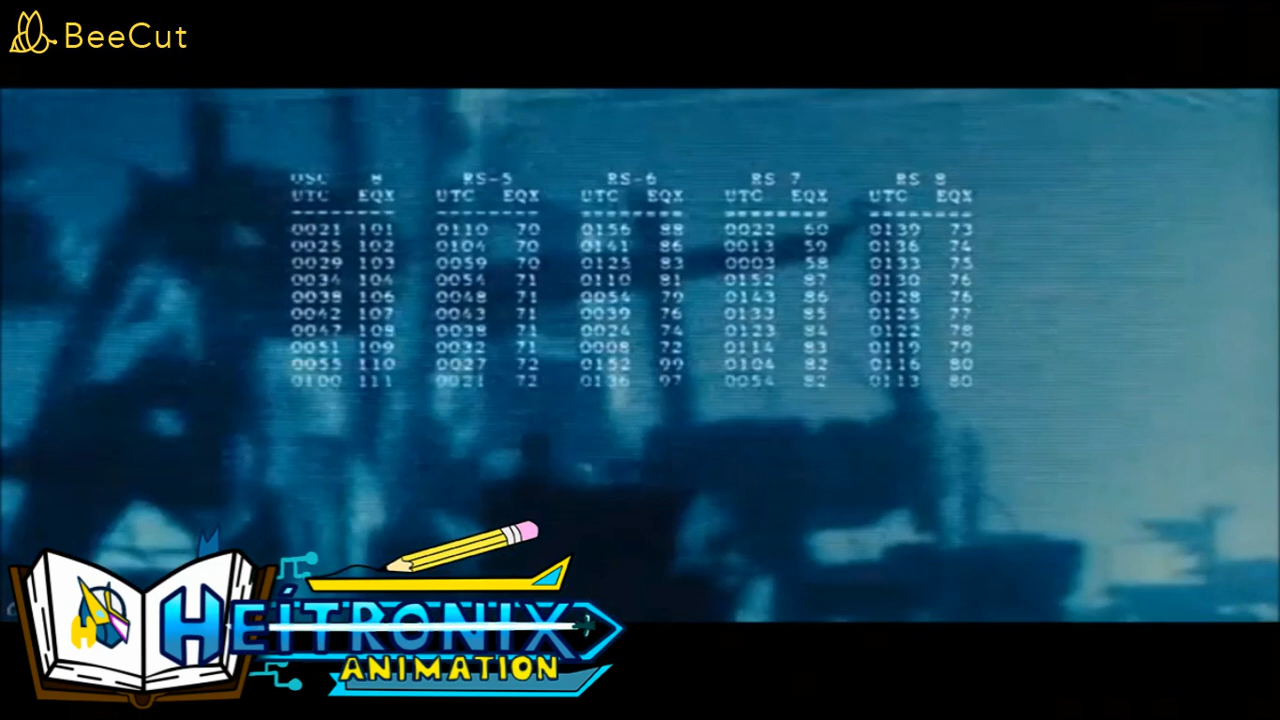 BeeCut
OSC 8 RS-5 RS-6 RS 7 RS 8
UTC EQX UTC EQX UTC EQX UTC EQX UTC EQX
0021 101 0110 70 0156 88 0022 60 0139 73
0025 102 0104 70 0141 86 0013 59 0136 74
0029 103 0059 70 0125 83 0003 58 0133 75
0034 104 0054 71 0110 81 0152 87 0130 76
0038 106 0048 71 0054 79 0143 86 0128 76
0042 107 0043 71 0039 76 0133 85 0125 77
0047 108 0038 71 0024 74 0123 84 0122 78
0051 109 0032 71 0008 72 0114 83 0119 79
0055 110 0027 72 0152 99 0104 82 0116 80
0100 111 0021 72 0136 97 0054 82 0113 80
HEÍTRONIX
ANIMATION